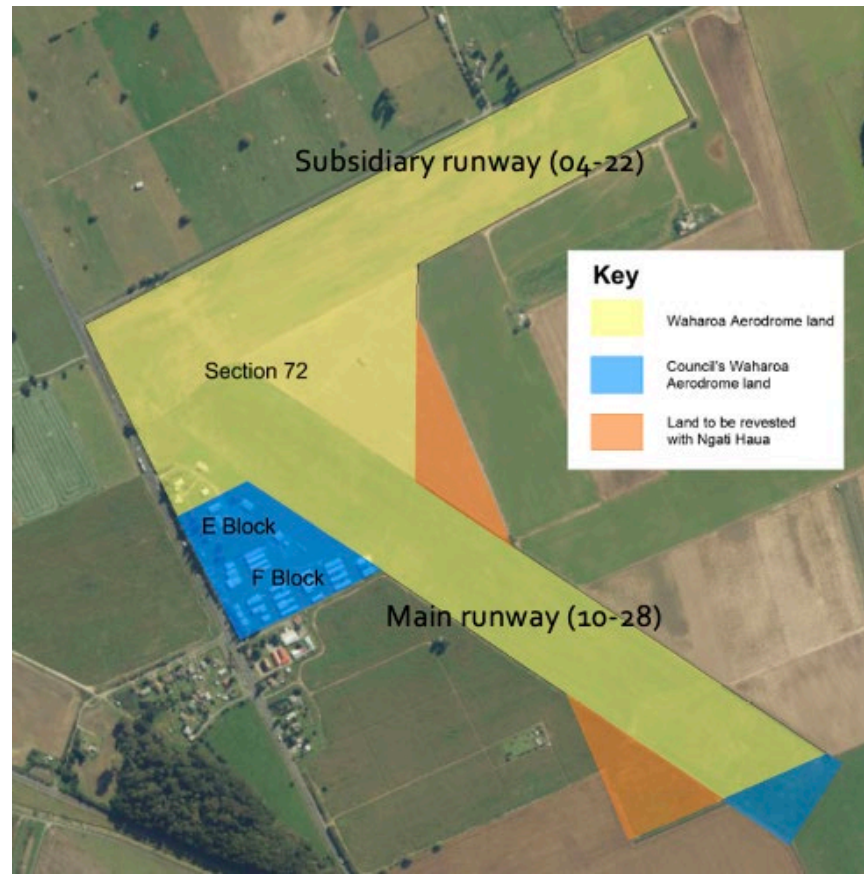 Subsidiary runway (04-22)
Key
Waharoa Aerodrome land
Council's Waharoa
Aerodrome land
Land to be revested
with Ngati Haua
Section 72
E Block
F Block
Main runway (10-28)